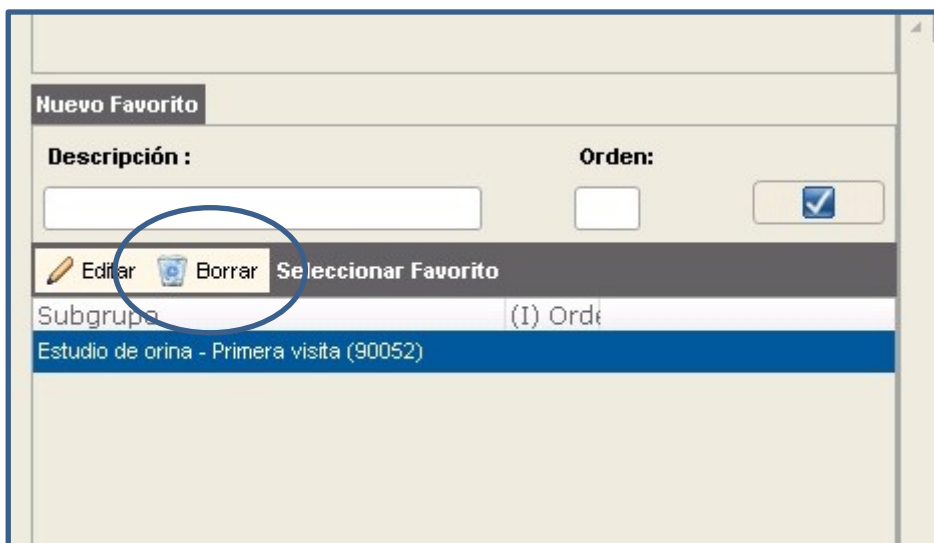 Nuevo Favorito
Descripción : Orden:
Editar Borrar Seleccionar Favorito
Subgrupo (I) Orde
Estudio de orina - Primera visita (90052)